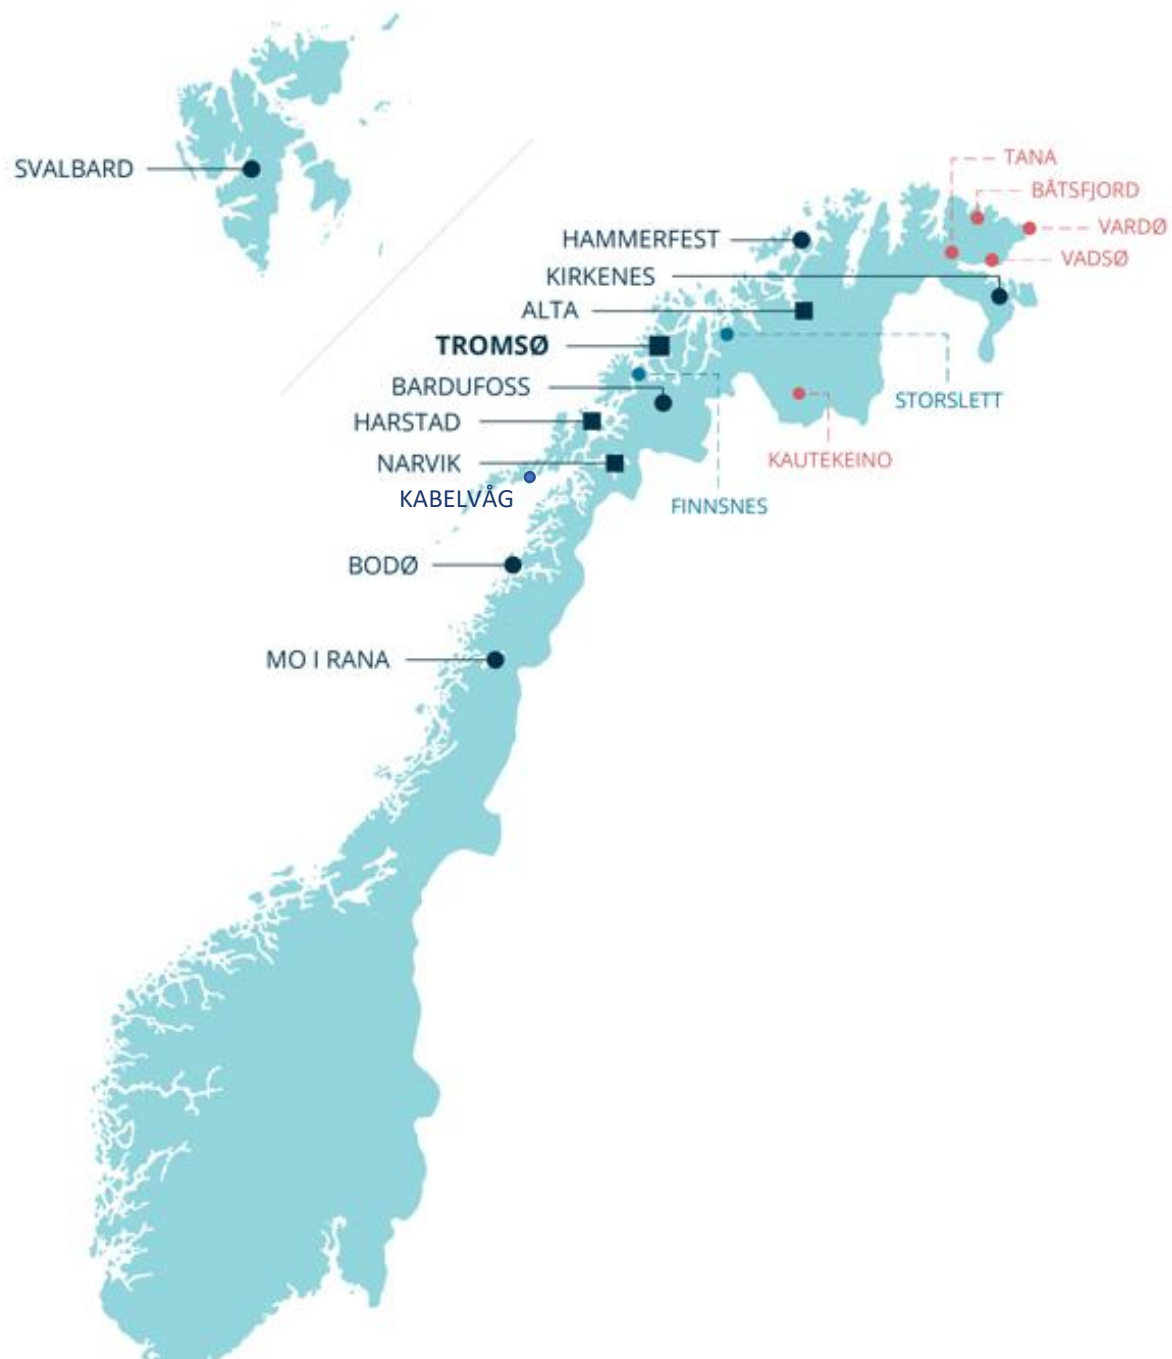 SVALBARD
TANA
BÅTSFJORD
VARDØ
VADSØ
HAMMERFEST
KIRKENES
ALTA
TROMSØ
BARDUFOSS
STORSLETT
HARSTAD
NARVIK
KAUTEKEINO
KABELVÅG
FINNSNES
BODØ
MO I RANA